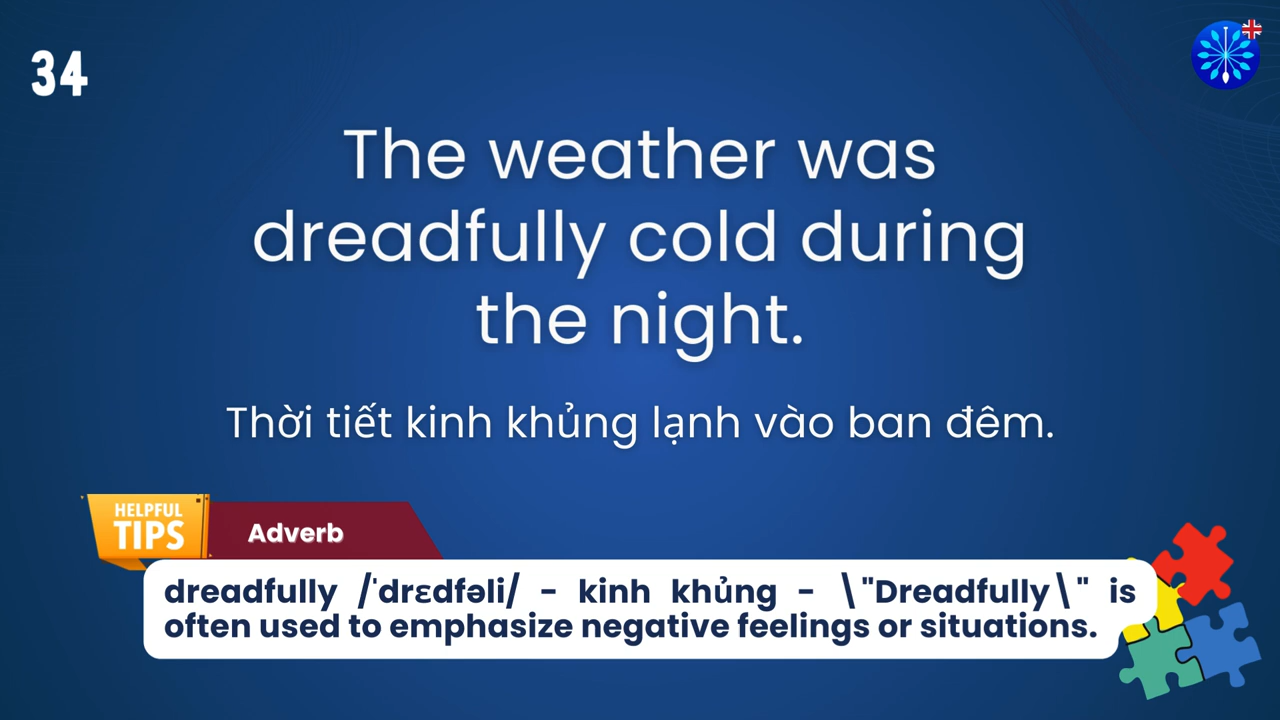 34
The weather was
dreadfully cold during
the night.
Thời tiết kinh khủng lạnh vào ban đêm.
HELPFUL
TIPS
Adverb
dreadfully /ˈdrɛdfəli/ - kinh khủng - \"Dreadfully\" is
often used to emphasize negative feelings or situations.